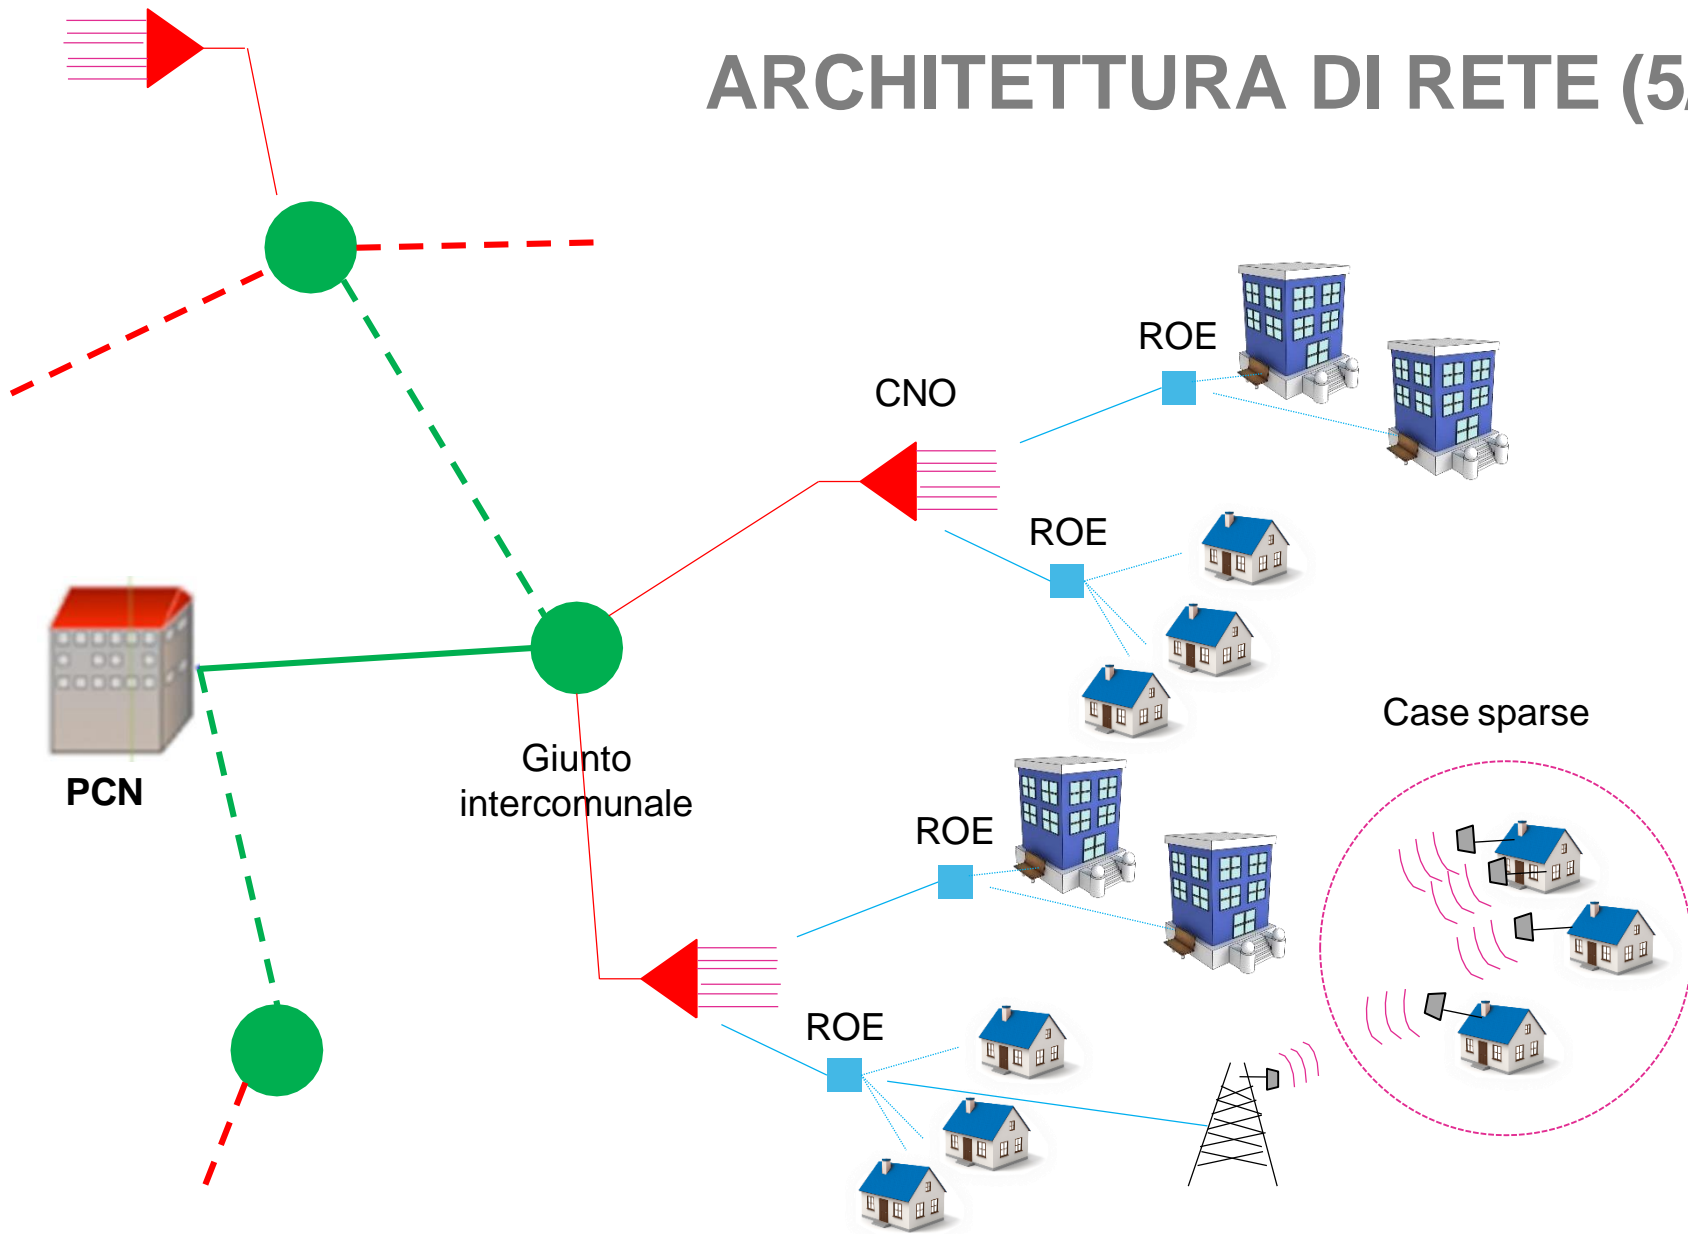 ARCHITETTURA DI RETE (5
ROE
CNO
ROE
Case sparse
Giunto
intercomunale
PCN
ROE
ROE